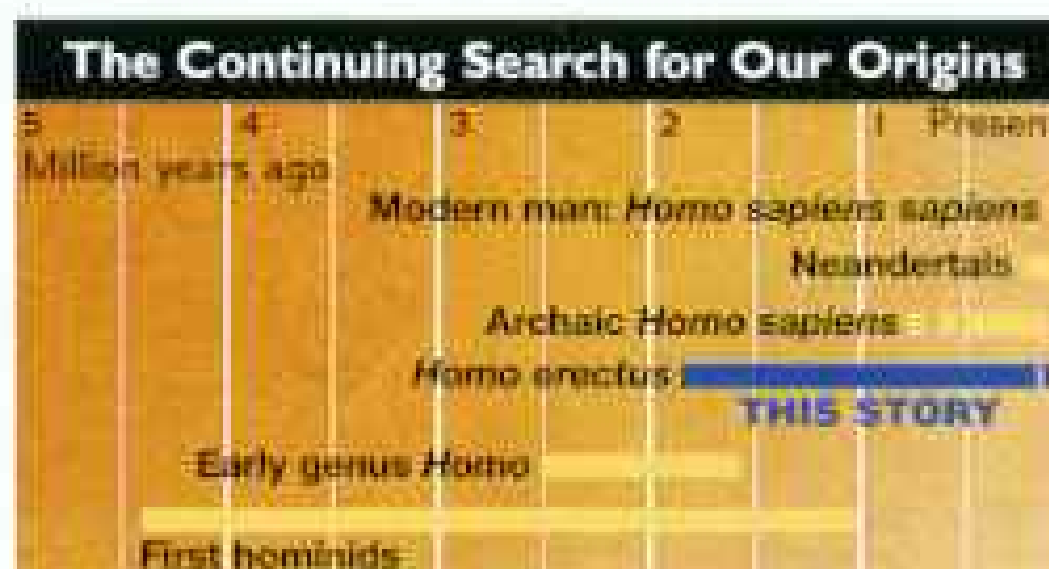 The Continuing Search for Our Origins
5 4 3 2 1 Presen
Million years ago
Modern man: Homo sapiens sapiens
Neandertals
Archaic Homo sapiens
Homo erectus
THIS STORY
Early genus Homo
First hominids